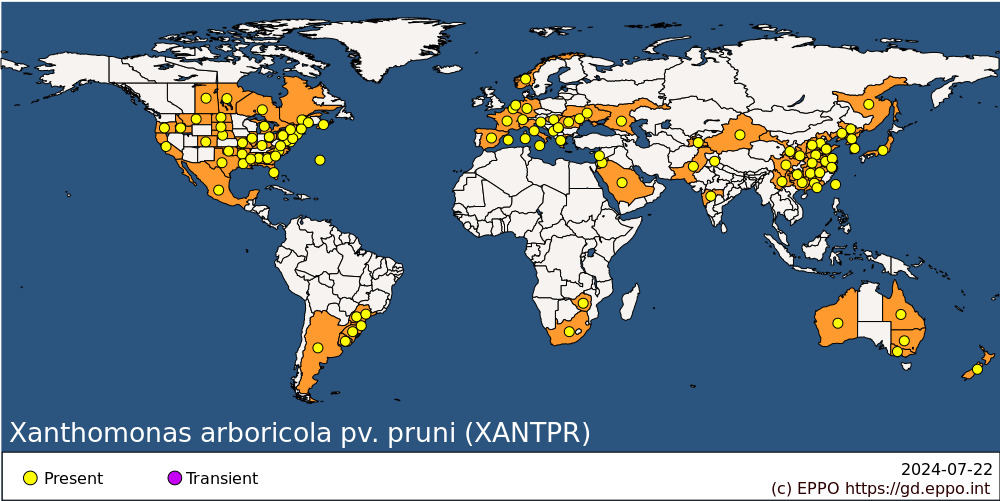 Xanthomonas arboricola pv. pruni (XANTPR)
Present
Transient
2024-07-22
(c) EPPO https://gd.eppo.int